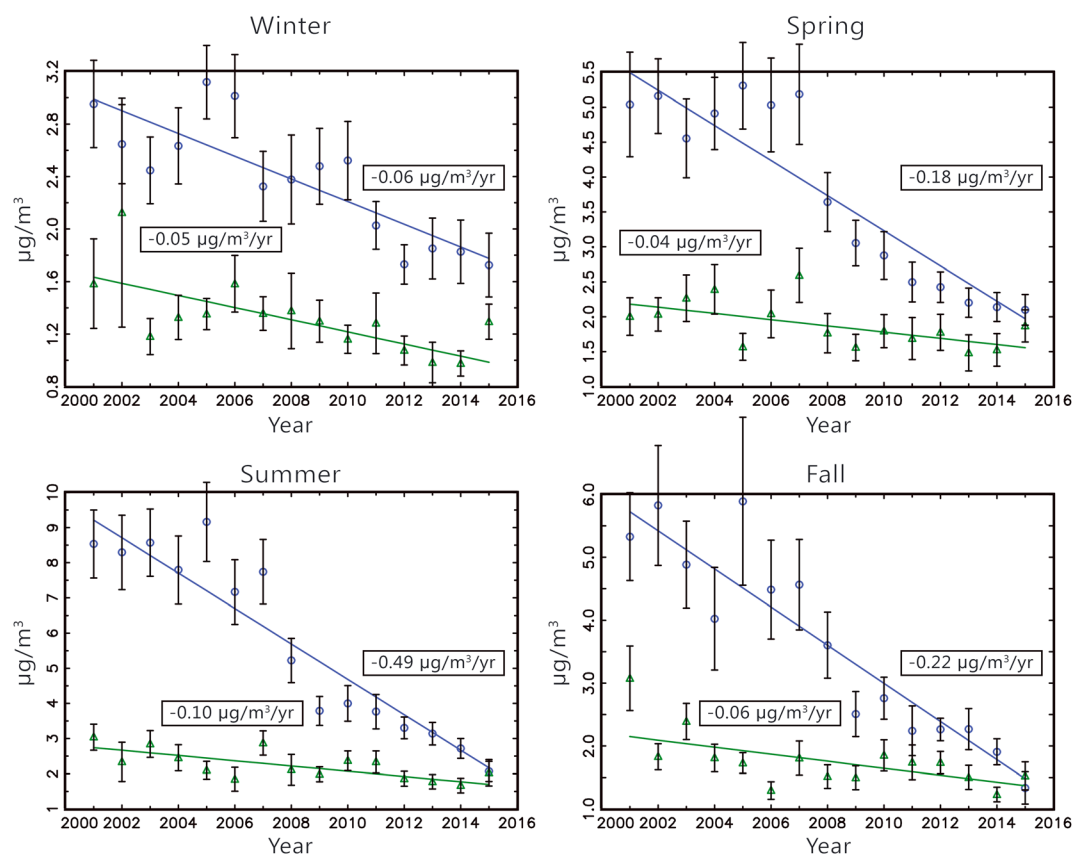 Winter
3.2
2.8
2.4
2.0
1.6
1.2
0.8
µg/m³
-0.06 µg/m³/yr
-0.05 µg/m³/yr
2000 2002 2004 2006 2008 2010 2012 2014 2016
Year
Spring
5.5
5.0
4.5
4.0
3.5
3.0
2.5
2.0
1.5
1.0
µg/m³
-0.18 µg/m³/yr
-0.04 µg/m³/yr
2000 2002 2004 2006 2008 2010 2012 2014 2016
Year
Summer
10
9
8
7
6
5
4
3
2
1
µg/m³
-0.49 µg/m³/yr
-0.10 µg/m³/yr
2000 2002 2004 2006 2008 2010 2012 2014 2016
Year
Fall
6.0
5.0
4.0
3.0
2.0
1.0
µg/m³
-0.22 µg/m³/yr
-0.06 µg/m³/yr
2000 2002 2004 2006 2008 2010 2012 2014 2016
Year